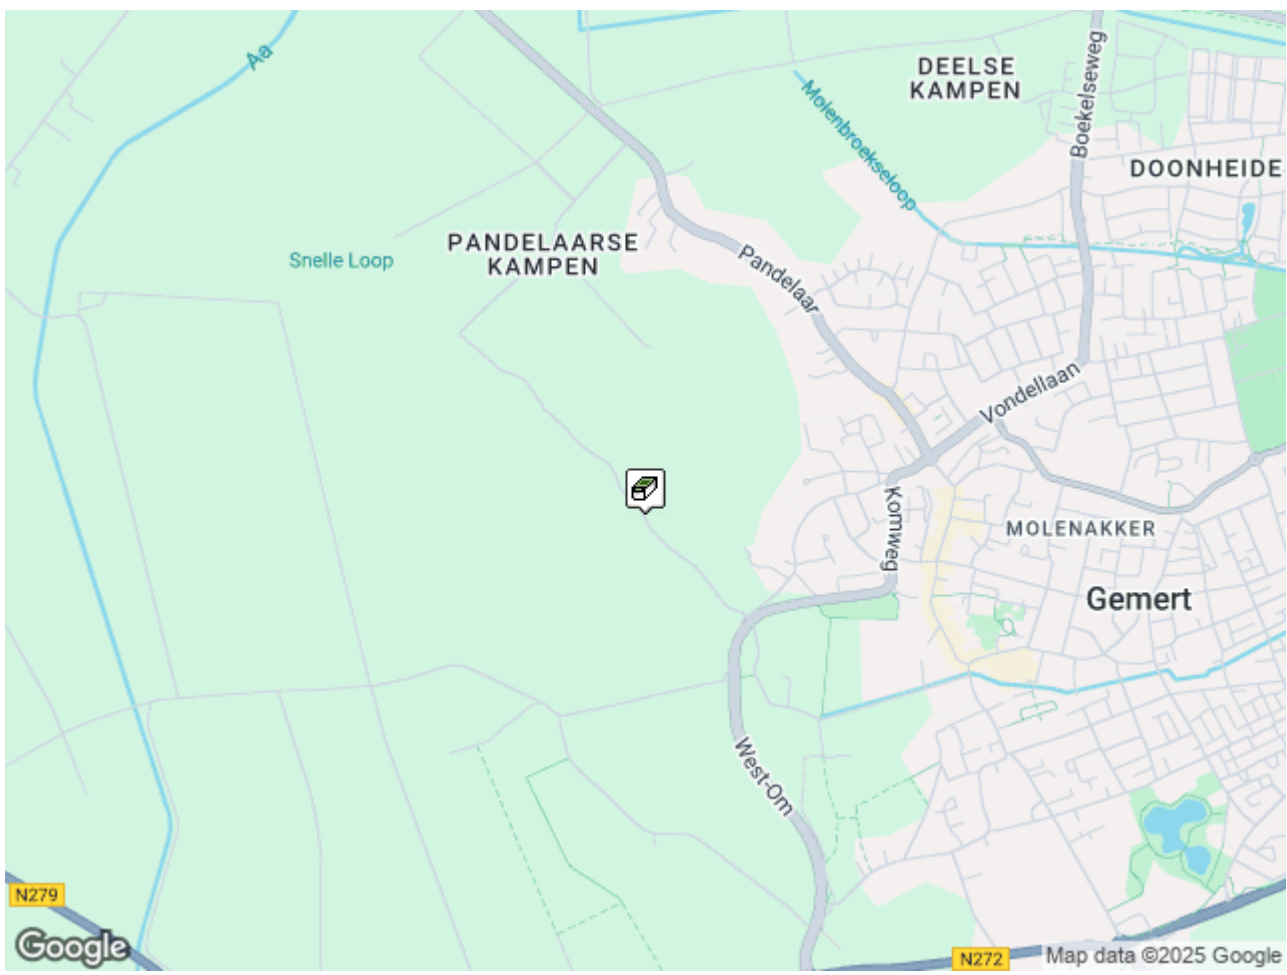 Aa
DEELSE
KAMPEN
Boekelseweg
Molenbroekseloop
DOONHEIDE
Snelle Loop
PANDELAARSE
KAMPEN
Pandelaar
Vondellaan
Komweg
MOLENAKKER
Gemert
West-Om
N279
Google
N272
Map data ©2025 Google